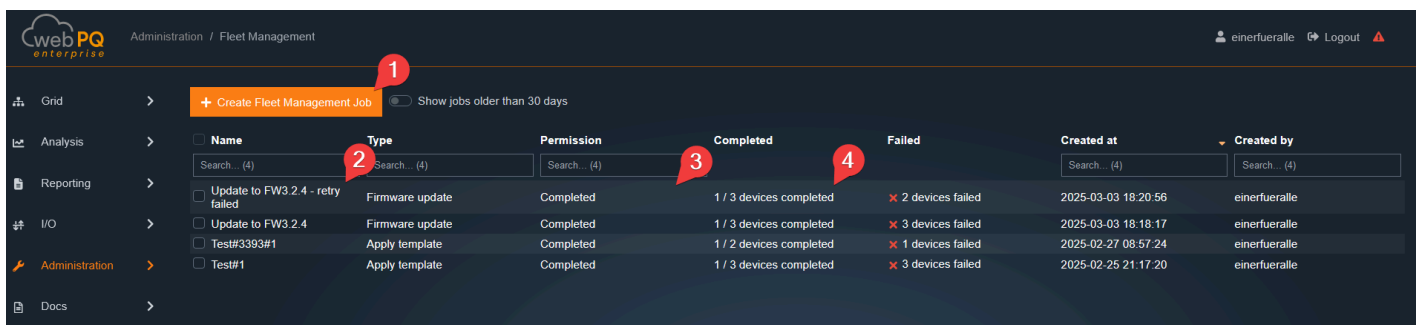 webPQ
enterprise
Administration / Fleet Management
einerfueralle Logout
1
Grid
Analysis
Reporting
I/O
Administration
Docs
+ Create Fleet Management Job
Show jobs older than 30 days
Name Type Permission Completed Failed Created at Created by
Search... (4) Search... (4) Search... (4) Search... (4) Search... (4)
2 3 4
Update to FW3.2.4 - retry failed Firmware update Completed 1 / 3 devices completed 2 devices failed 2025-03-03 18:20:56 einerfueralle
Update to FW3.2.4 Firmware update Completed 1 / 3 devices completed 3 devices failed 2025-03-03 18:18:17 einerfueralle
Test#3393#1 Apply template Completed 1 / 2 devices completed 1 devices failed 2025-02-27 08:57:24 einerfueralle
Test#1 Apply template Completed 1 / 3 devices completed 3 devices failed 2025-02-25 21:17:20 einerfueralle